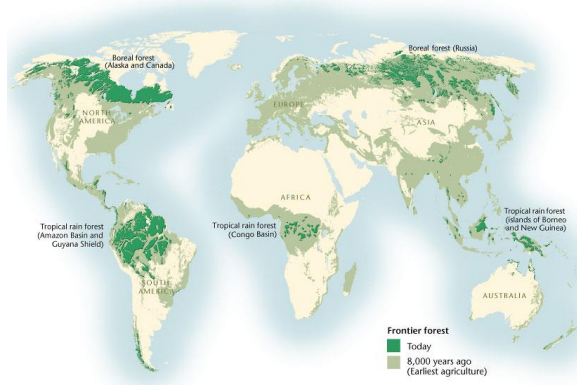 Boreal forest
(Alaska and Canada)
Boreal forest (Russia)
NORTH
AMERICA
EUROPE
ASIA
AFRICA
Tropical rain forest
(Amazon Basin and
Guyana Shield)
Tropical rain forest
(Congo Basin)
Tropical rain forest
(islands of Borneo
and New Guinea)
SOUTH
AMERICA
AUSTRALIA
Frontier forest
Today
8,000 years ago
(Earliest agriculture)